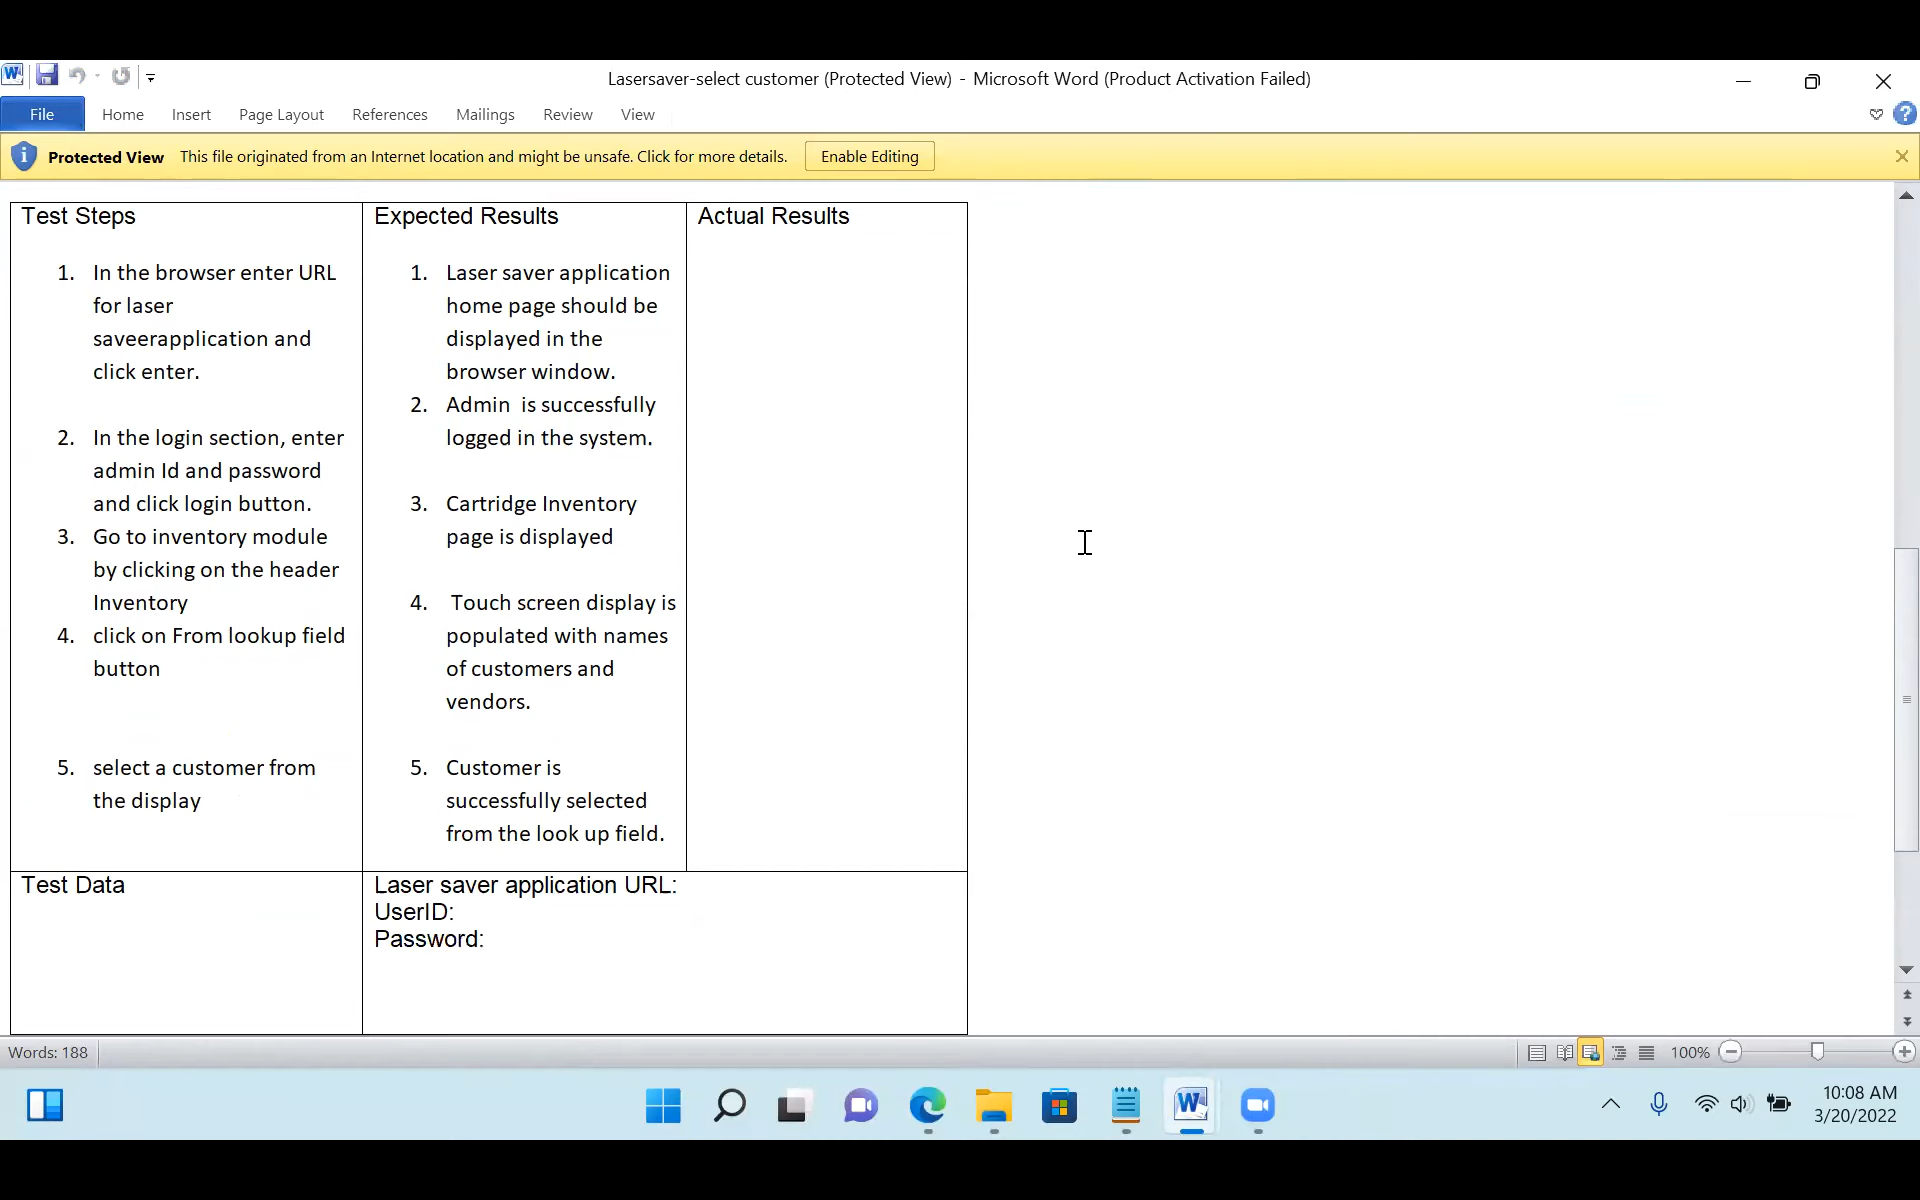 Lasersaver-select customer (Protected View) - Microsoft Word (Product Activation Failed)
File Home Insert Page Layout References Mailings Review View
Protected View This file originated from an Internet location and might be unsafe. Click for more details. Enable Editing
Test Steps
1. In the browser enter URL
for laser
saveerapplication and
click enter.
2. In the login section, enter
admin Id and password
and click login button.
3. Go to inventory module
by clicking on the header
Inventory
4. click on From lookup field
button
5. select a customer from
the display
Expected Results
1. Laser saver application
home page should be
displayed in the
browser window.
2. Admin is successfully
logged in the system.
3. Cartridge Inventory
page is displayed
4. Touch screen display is
populated with names
of customers and
vendors.
5. Customer is
successfully selected
from the look up field.
Actual Results
Test Data
Laser saver application URL:
UserID:
Password:
Words: 188
100%
10:08 AM
3/20/2022